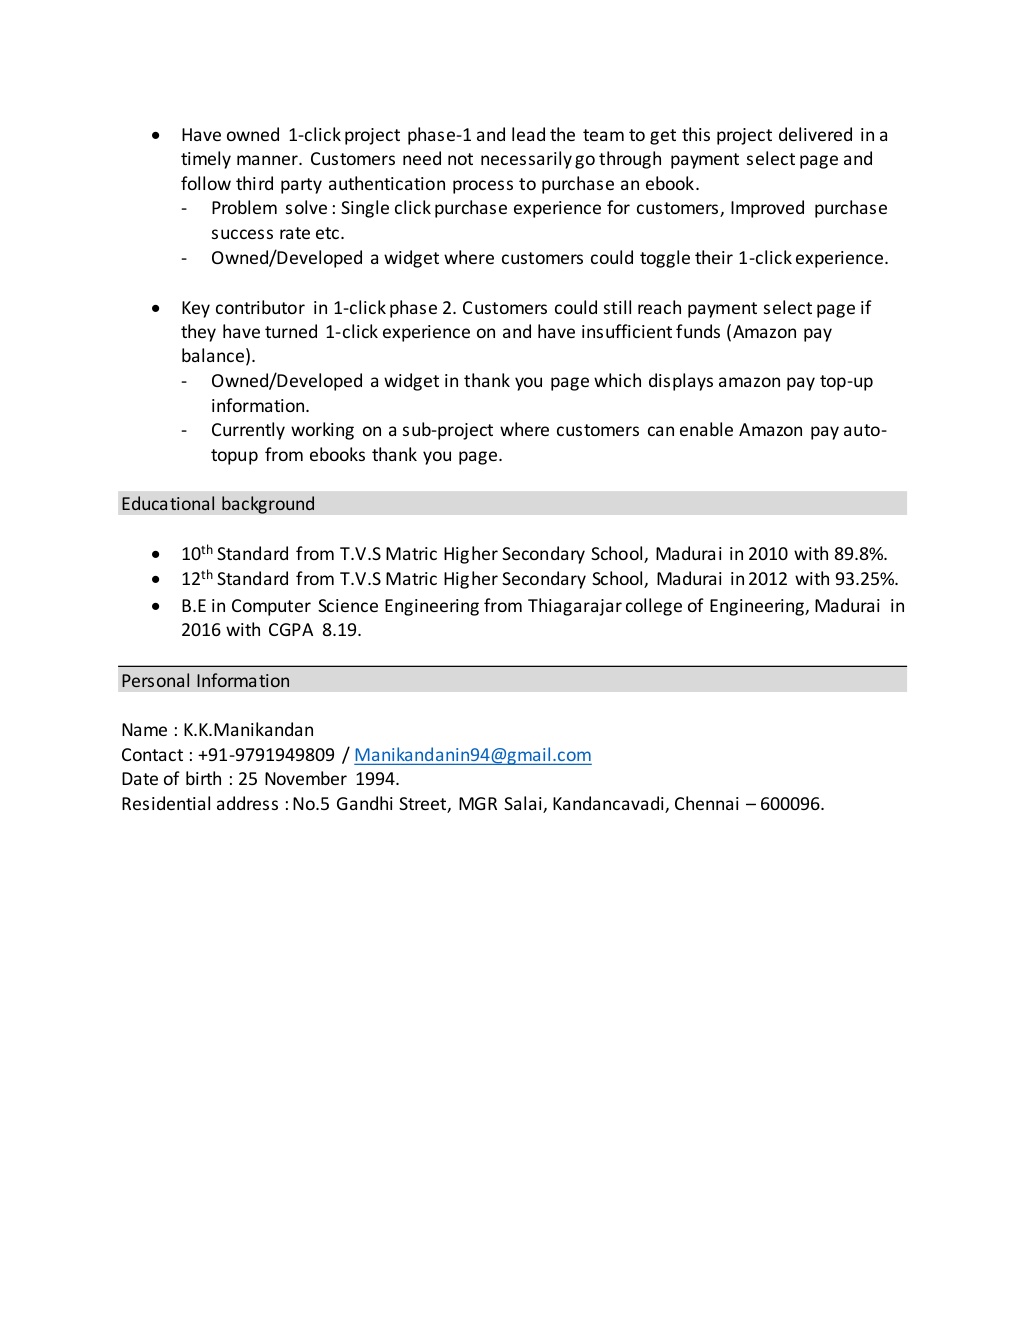 • Have owned 1-click project phase-1 and lead the team to get this project delivered in a
timely manner. Customers need not necessarily go through payment select page and
follow third party authentication process to purchase an ebook.
- Problem solve : Single click purchase experience for customers, Improved purchase
success rate etc.
- Owned/Developed a widget where customers could toggle their 1-click experience.
• Key contributor in 1-click phase 2. Customers could still reach payment select page if
they have turned 1-click experience on and have insufficient funds (Amazon pay
balance).
- Owned/Developed a widget in thank you page which displays amazon pay top-up
information.
- Currently working on a sub-project where customers can enable Amazon pay auto-
topup from ebooks thank you page.
Educational background
• 10th Standard from T.V.S Matric Higher Secondary School, Madurai in 2010 with 89.8%.
• 12th Standard from T.V.S Matric Higher Secondary School, Madurai in 2012 with 93.25%.
• B.E in Computer Science Engineering from Thiagarajar college of Engineering, Madurai in
2016 with CGPA 8.19.
Personal Information
Name : K.K.Manikandan
Contact : +91-9791949809 / Manikandanin94@gmail.com
Date of birth : 25 November 1994.
Residential address : No.5 Gandhi Street, MGR Salai, Kandancavadi, Chennai – 600096.